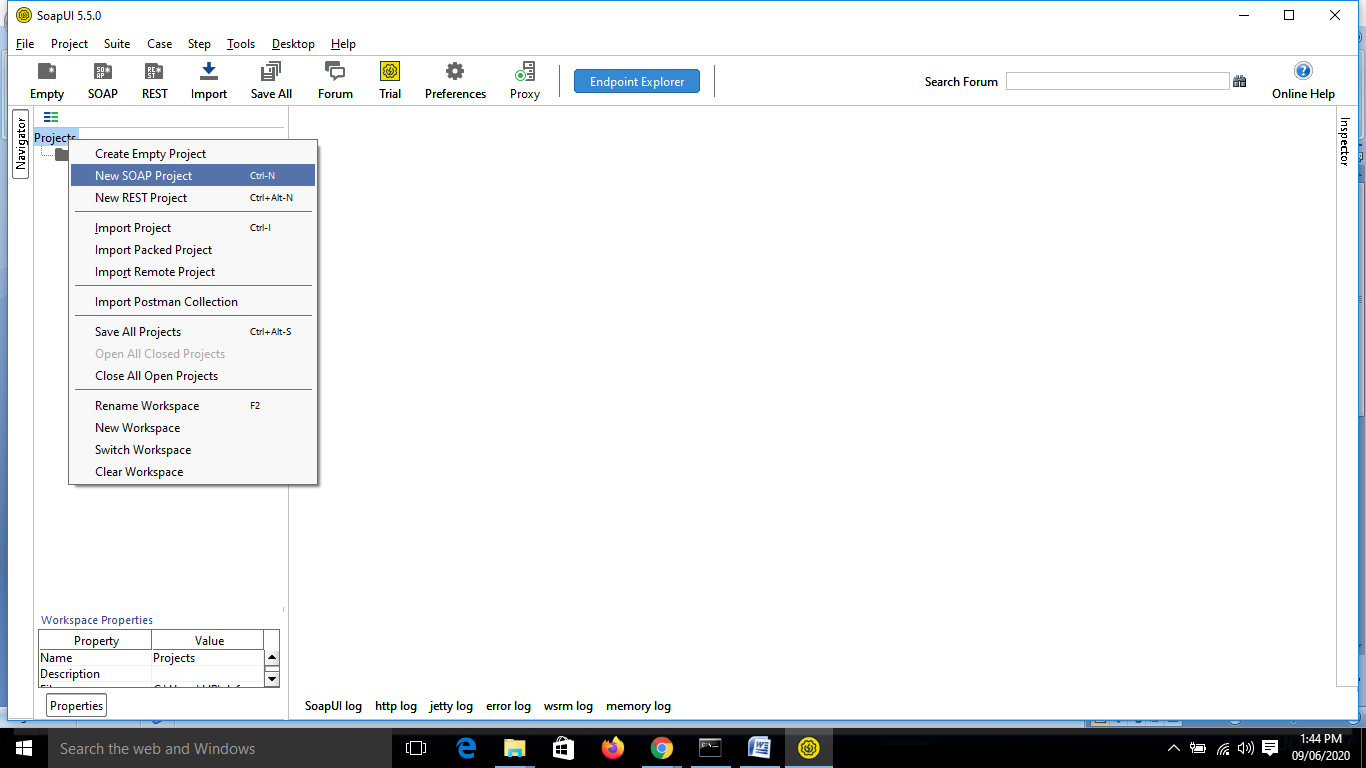 SoapUI 5.5.0
File Project Suite Case Step Tools Desktop Help
Empty SOAP REST Import Save All Forum Trial Preferences Proxy Endpoint Explorer Search Forum Online Help
Navigator
Inspector
Projects
Create Empty Project
New SOAP Project Ctrl-N
New REST Project Ctrl+Alt-N
Import Project Ctrl-I
Import Packed Project
Import Remote Project
Import Postman Collection
Save All Projects Ctrl+Alt-S
Open All Closed Projects
Close All Open Projects
Rename Workspace F2
New Workspace
Switch Workspace
Clear Workspace
Workspace Properties
Property Value
Name Projects
Description
Properties
SoapUI log http log jetty log error log wsrm log memory log
Search the web and Windows
1:44 PM
09/06/2020